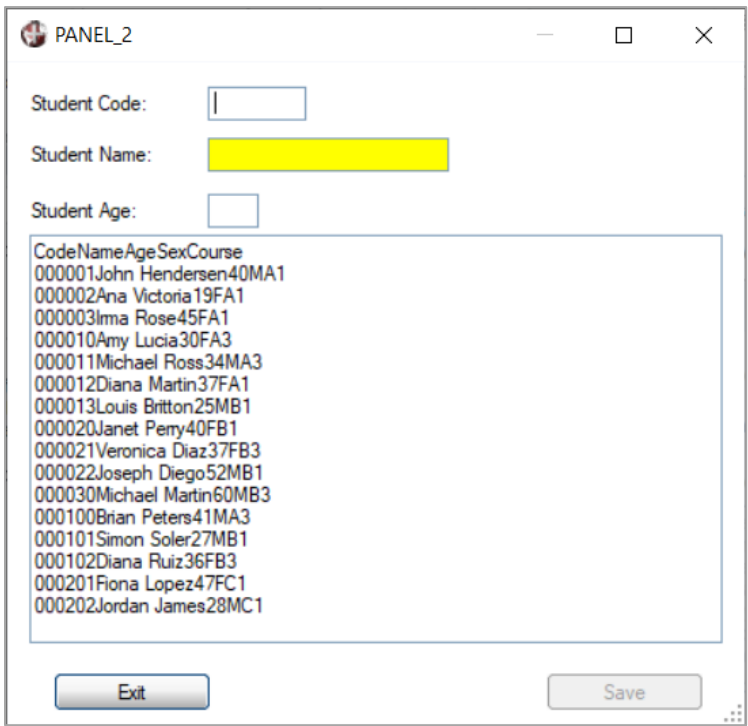 PANEL_2
Student Code:
Student Name:
Student Age:
CodeNameAgeSexCourse
000001John Hendersen40MA1
000002Ana Victoria19FA1
000003Irma Rose45FA1
000010Amy Lucia30FA3
000011Michael Ross34MA3
000012Diana Martin37FA1
000013Louis Britton25MB1
000020Janet Perry40FB1
000021Veronica Diaz37FB3
000022Joseph Diego52MB1
000030Michael Martin60MB3
000100Brian Peters41MA3
000101Simon Soler27MB1
000102Diana Ruiz36FB3
000201Fiona Lopez47FC1
000202Jordan James28MC1
Exit Save